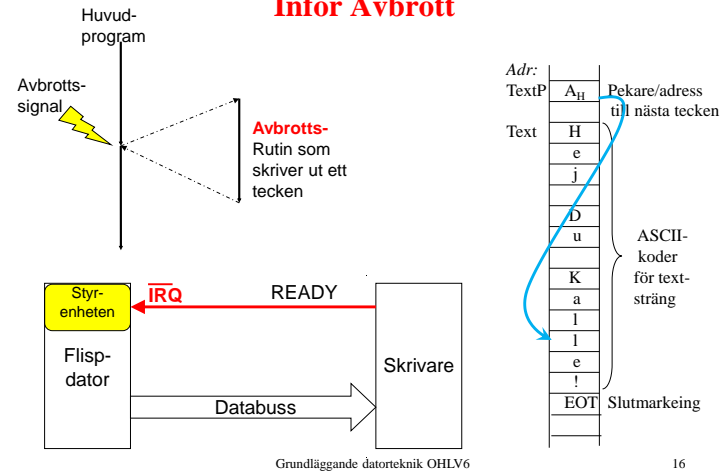 Inför Avbrott
Huvud-
program
Avbrotts-
signal
Avbrotts-
Rutin som
skriver ut ett
tecken
Adr:
TextP A_H Pekare/adress
till nästa tecken
Text H
e
j
D
u
K
a
l
l
e
!
EOT Slutmarkeing
ASCII-
koder
för text-
sträng
Styr-
enheten
IRQ READY
Flisp-
dator
Skrivare
Databuss
Grundläggande datorteknik OHLV6 16